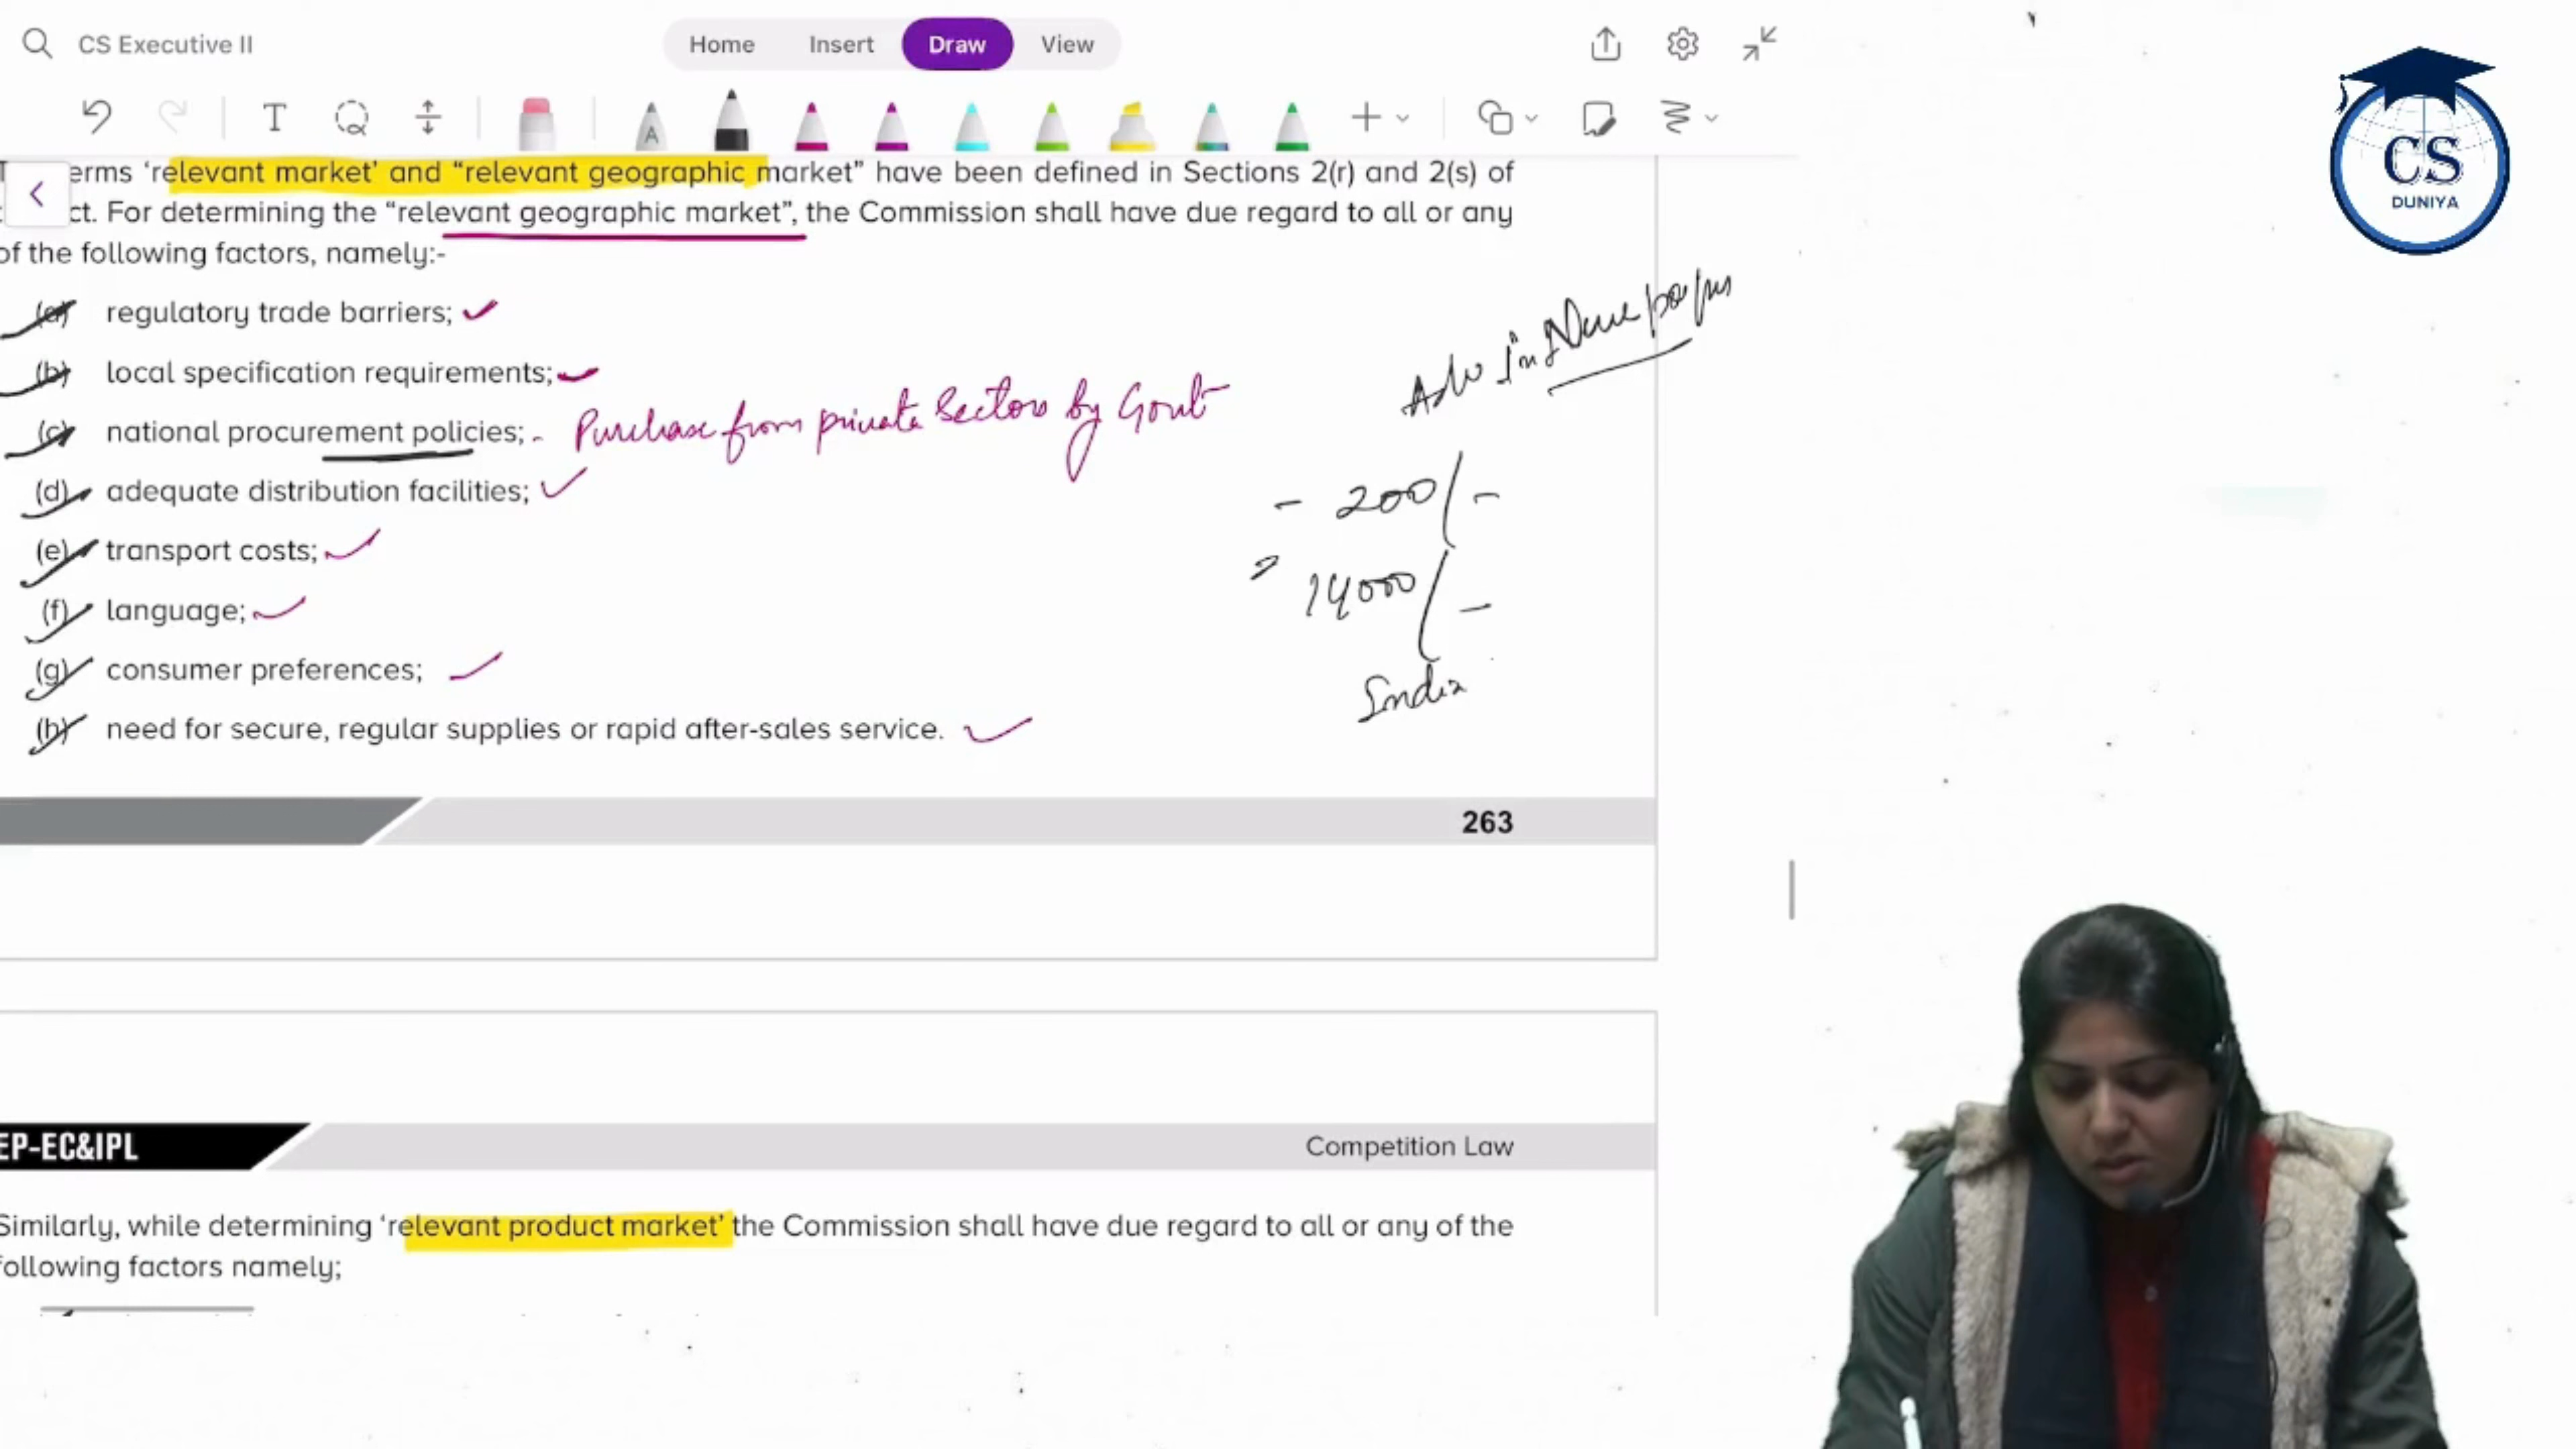 CS Executive II
Home Insert Draw View
A
erms ‘relevant market’ and “relevant geographic market” have been defined in Sections 2(r) and 2(s) of
ct. For determining the “relevant geographic market”, the Commission shall have due regard to all or any
of the following factors, namely:-
(a) regulatory trade barriers;
(b) local specification requirements;
(c) national procurement policies; - Purchase from private Sectors by Govt
(d) adequate distribution facilities;
(e) transport costs;
(f) language;
(g) consumer preferences;
(h) need for secure, regular supplies or rapid after-sales service.
Adv in
- 200/-
14000/-
India
263
EP-EC&IPL
Competition Law
Similarly, while determining ‘relevant product market’ the Commission shall have due regard to all or any of the
following factors namely;
CS
DUNIYA